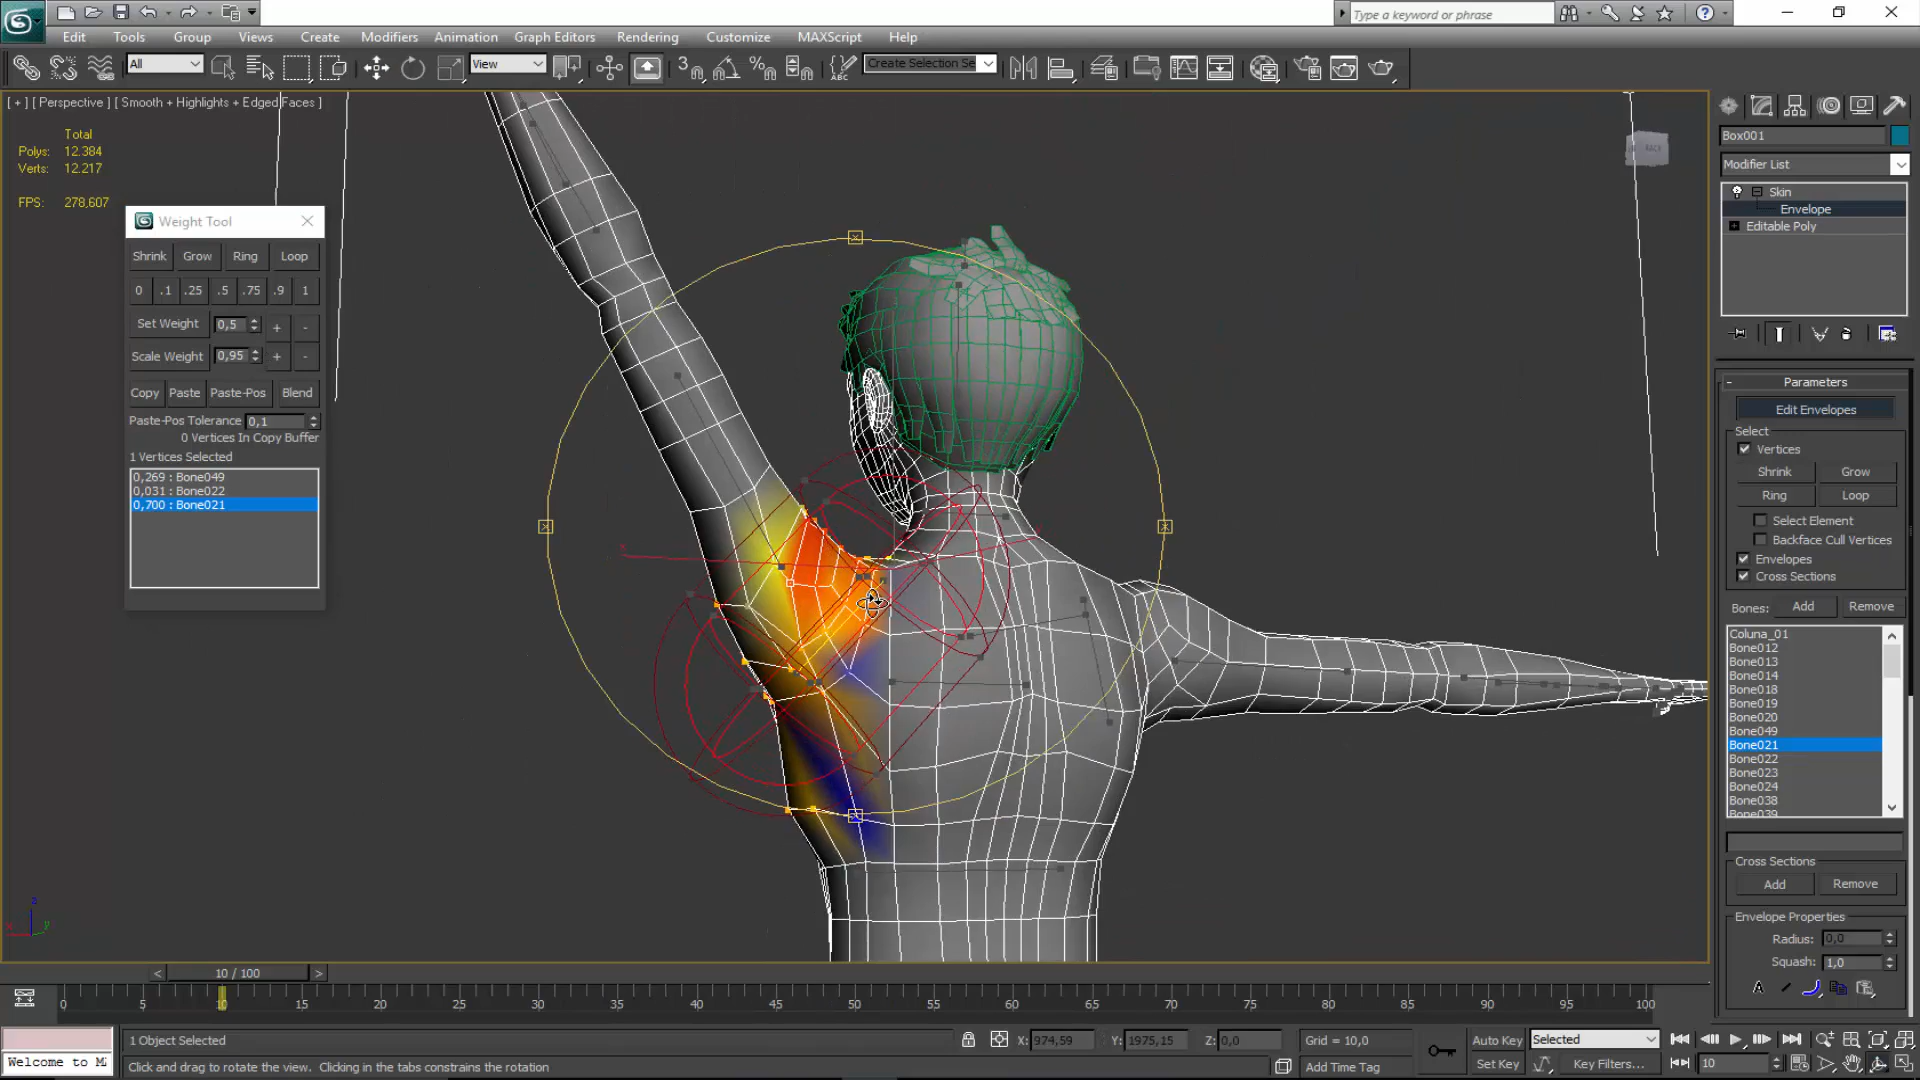 Type a keyword or phrase
Edit Tools Group Views Create Modifiers Animation Graph Editors Rendering Customize MAXScript Help
All View Create Selection Se
[ + ] [ Perspective ] [ Smooth + Highlights + Edged Faces ]
Total
Polys: 12.384
Verts: 12.217
FPS: 278,607
Weight Tool
Shrink Grow Ring Loop
0 .1 .25 .5 .75 .9 1
Set Weight 0,5 + -
Scale Weight 0,95 + -
Copy Paste Paste-Pos Blend
Paste-Pos Tolerance 0,1
0 Vertices In Copy Buffer
1 Vertices Selected
0,269 : Bone049
0,031 : Bone022
0,700 : Bone021
BACK
Box001
Modifier List
Skin
Envelope
Editable Poly
Parameters
Edit Envelopes
Select
Vertices
Shrink Grow
Ring Loop
Select Element
Backface Cull Vertices
Envelopes
Cross Sections
Bones: Add Remove
Coluna_01
Bone012
Bone013
Bone014
Bone018
Bone019
Bone020
Bone049
Bone021
Bone022
Bone023
Bone024
Bone038
Bone039
Cross Sections
Add Remove
Envelope Properties
Radius: 0,0
Squash: 1,0
x
z
x y
< 10 / 100 >
0 5 10 15 20 25 30 35 40 45 50 55 60 65 70 75 80 85 90 95 100
1 Object Selected
X: 974,59 Y: 1975,15 Z: 0,0 Grid = 10,0
Auto Key Selected
Welcome to M
Click and drag to rotate the view. Clicking in the tabs constrains the rotation
Add Time Tag
Set Key Key Filters... 10